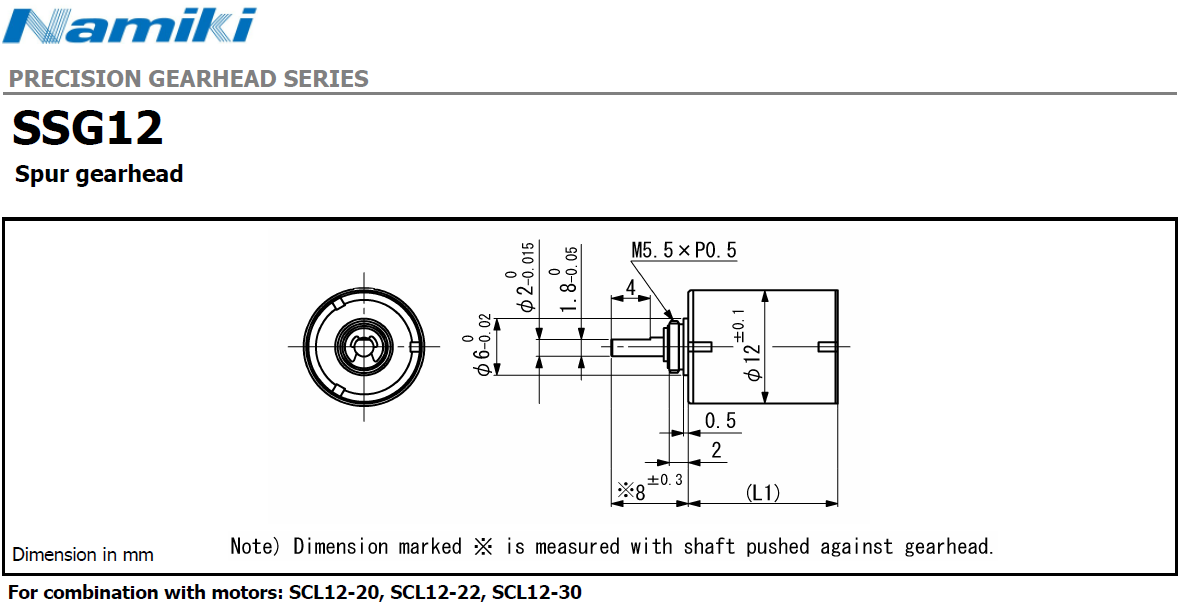 Namiki
PRECISION GEARHEAD SERIES
SSG12
Spur gearhead
φ6 0 -0.02
φ2 0 -0.015
1.8 0 -0.05
4
M5.5×P0.5
φ12 ±0.1
0.5
2
※8 ±0.3
(L1)
Note) Dimension marked ※ is measured with shaft pushed against gearhead.
Dimension in mm
For combination with motors: SCL12-20, SCL12-22, SCL12-30